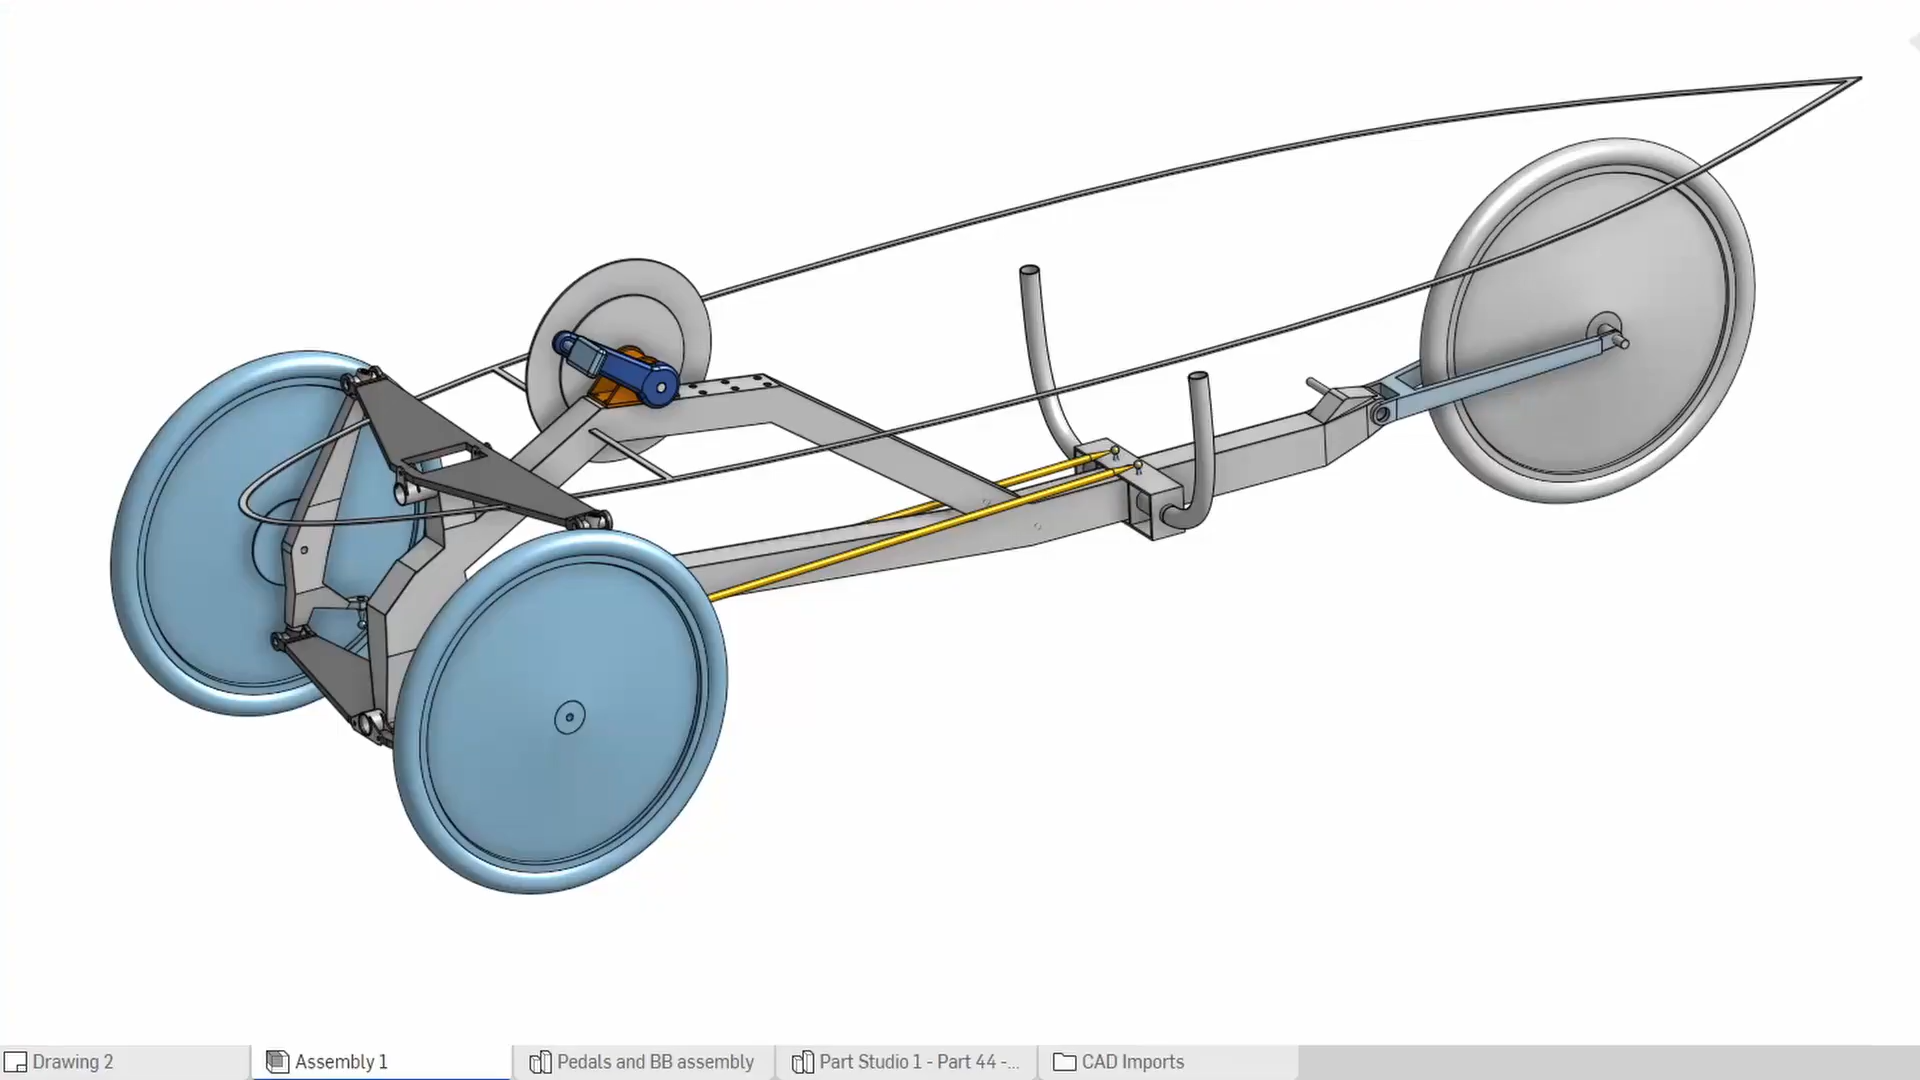 Drawing 2
Assembly 1
Pedals and BB assembly
Part Studio 1 - Part 44 -...
CAD Imports